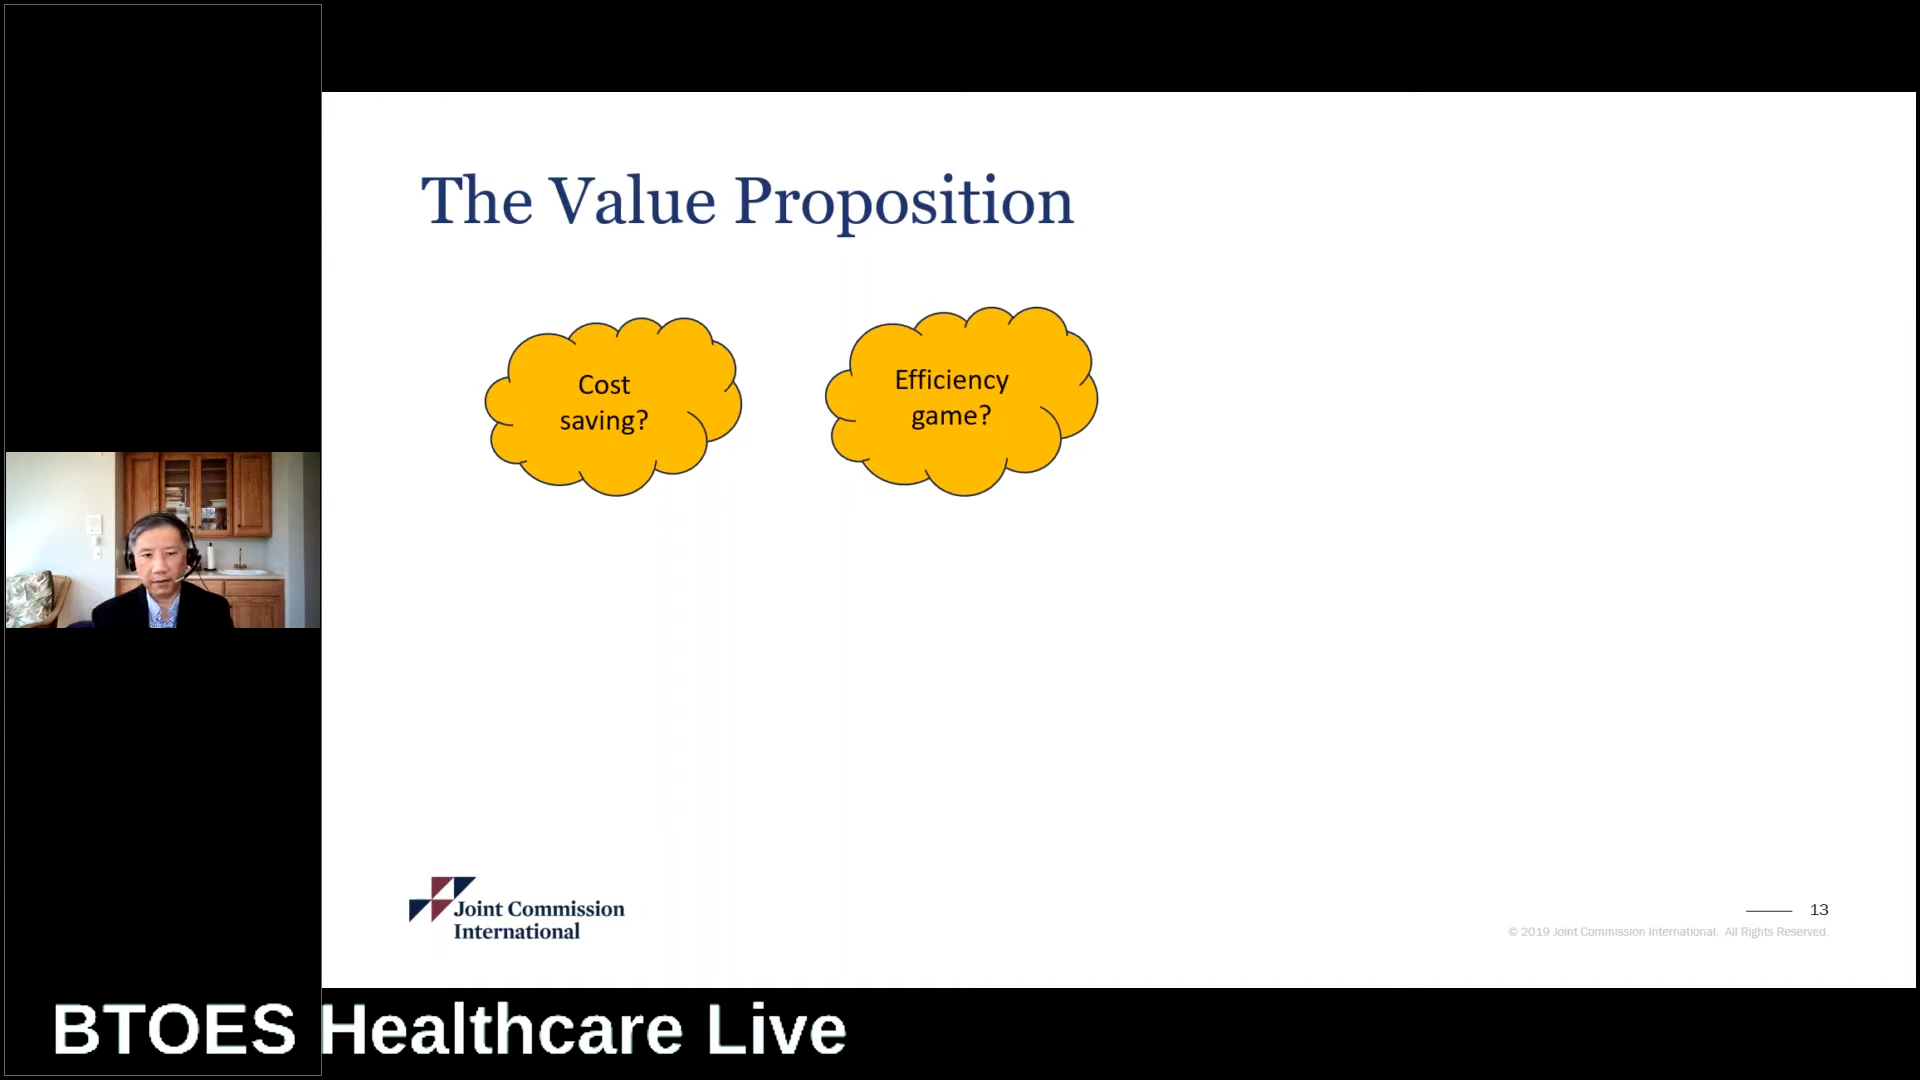 The Value Proposition
Cost
saving?
Efficiency
game?
Joint Commission
International
13
© 2019 Joint Commission International. All Rights Reserved.
BTOES Healthcare Live